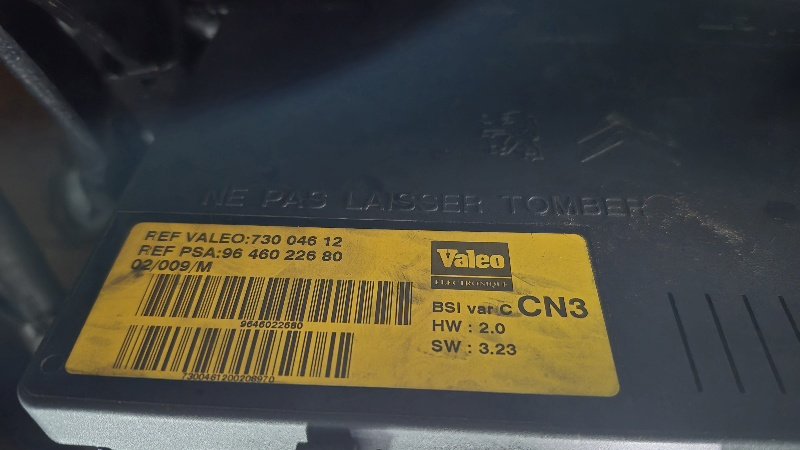 NE PAS LAISSER TOMBER
REF VALEO:730 046 12
REF PSA:96 460 226 80
02/009/M
9646022680
Valeo
ELECTRONIQUE
BSI var C CN3
HW : 2.0
SW : 3.23